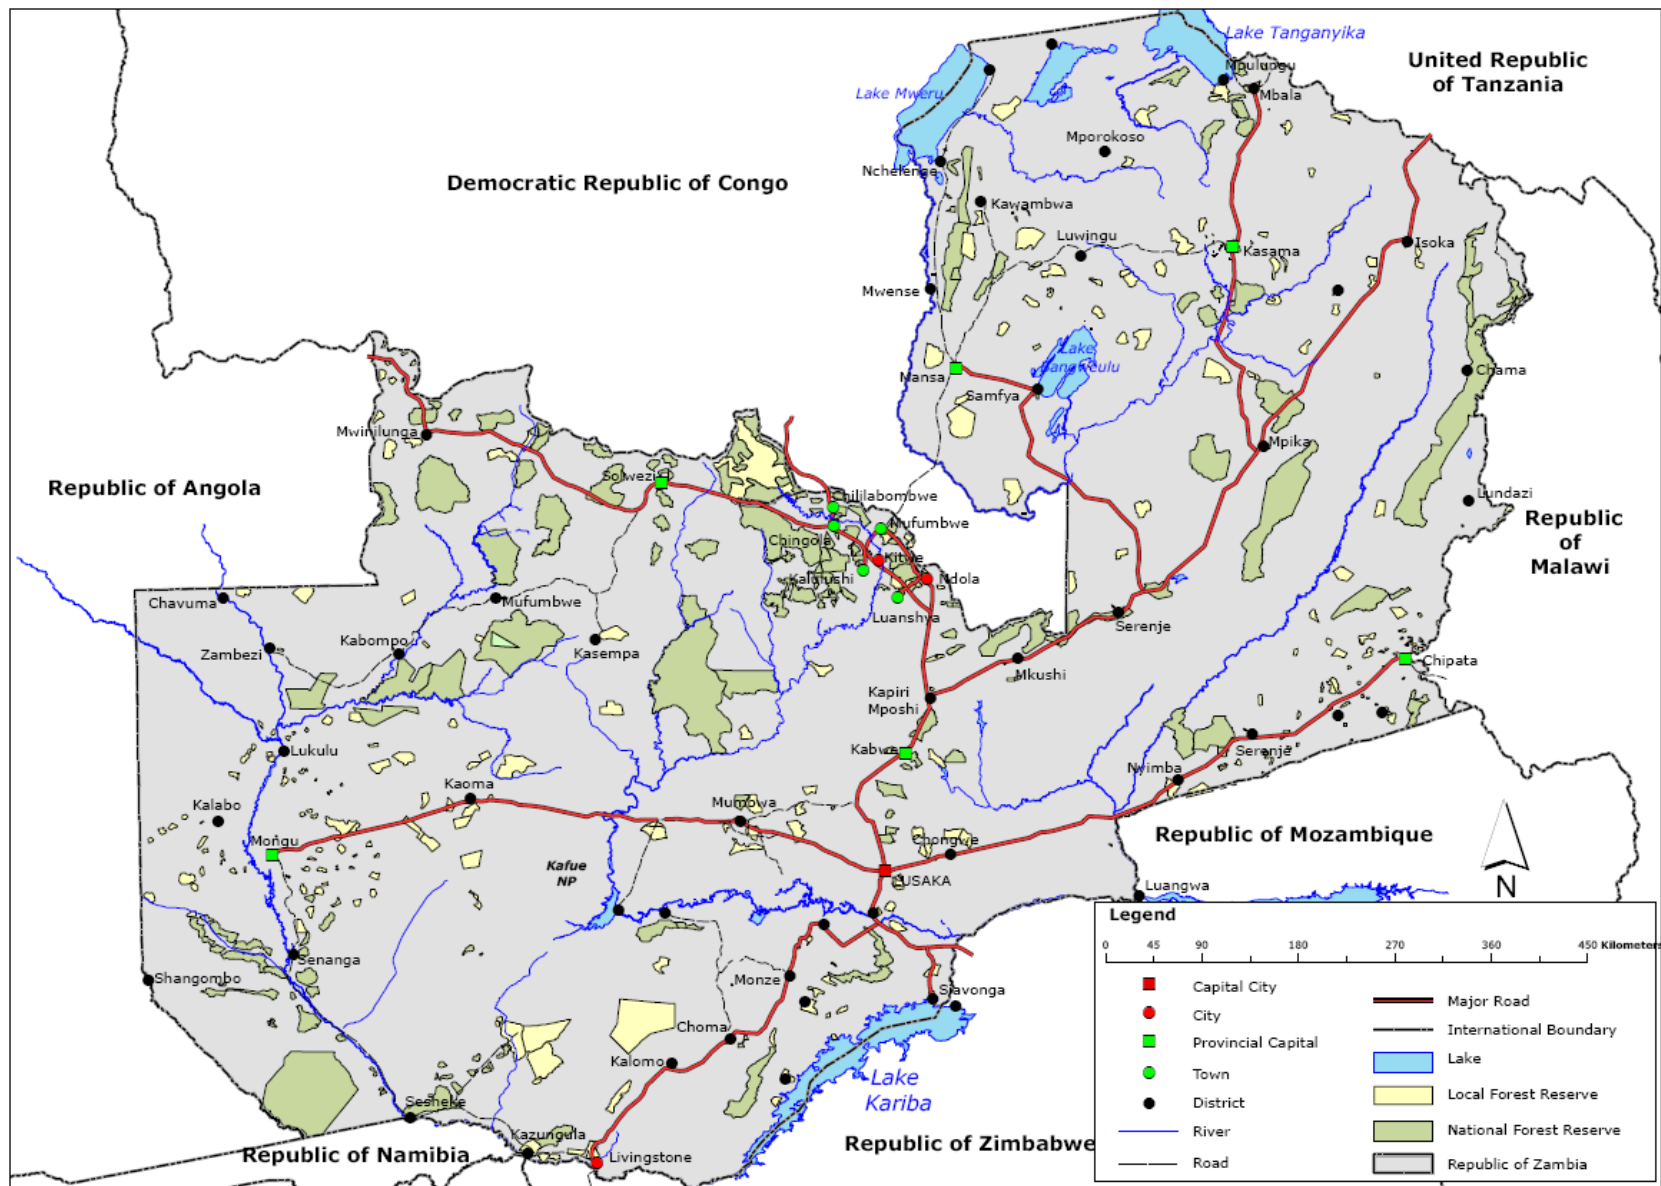 Lake Tanganyika
United Republic
of Tanzania
Mpulungu
Mbala
Lake Mweru
Mporokoso
Nchelenge
Democratic Republic of Congo
Kawambwa
Luwingu
Kasama
Isoka
Mwense
Lake
Bangweulu
Mansa
Samfya
Chama
Mwinilunga
Mpika
Solwezi
Republic of Angola
Chililabombwe
Lundazi
Mufumbwe
Republic
of
Malawi
Chingola
Kitwe
Kalulushi
Ndola
Chavuma
Mufumbwe
Luanshya
Serenje
Zambezi
Kabompo
Kasempa
Chipata
Mkushi
Kapiri
Mposhi
Lukulu
Kabwe
Serenje
Nyimba
Kaoma
Kalabo
Mumbwa
Republic of Mozambique
Mongu
Chongwe
Kafue
NP
LUSAKA
N
Luangwa
Senanga
Shangombo
Monze
Siavonga
Choma
Kalomo
Lake
Kariba
Sesheke
Kazungula
Republic of Namibia
Livingstone
Republic of Zimbabwe
Legend
0 45 90 180 270 360 450 Kilometers
Capital City
City
Provincial Capital
Town
District
River
Road
Major Road
International Boundary
Lake
Local Forest Reserve
National Forest Reserve
Republic of Zambia